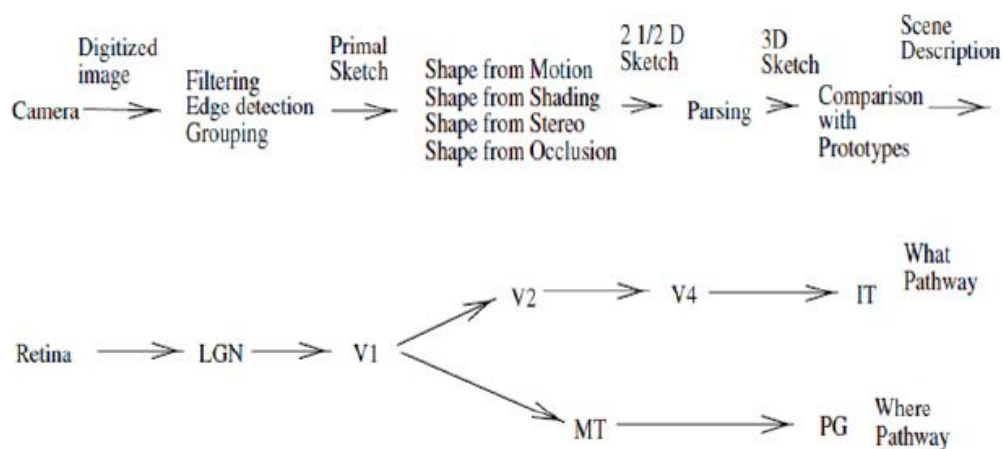 Camera
Digitized
image
Filtering
Edge detection
Grouping
Primal
Sketch
Shape from Motion
Shape from Shading
Shape from Stereo
Shape from Occlusion
2 1/2 D
Sketch
Parsing
3D
Sketch
Comparison
with
Prototypes
Scene
Description
Retina
LGN
V1
V2
V4
IT
What
Pathway
MT
PG
Where
Pathway